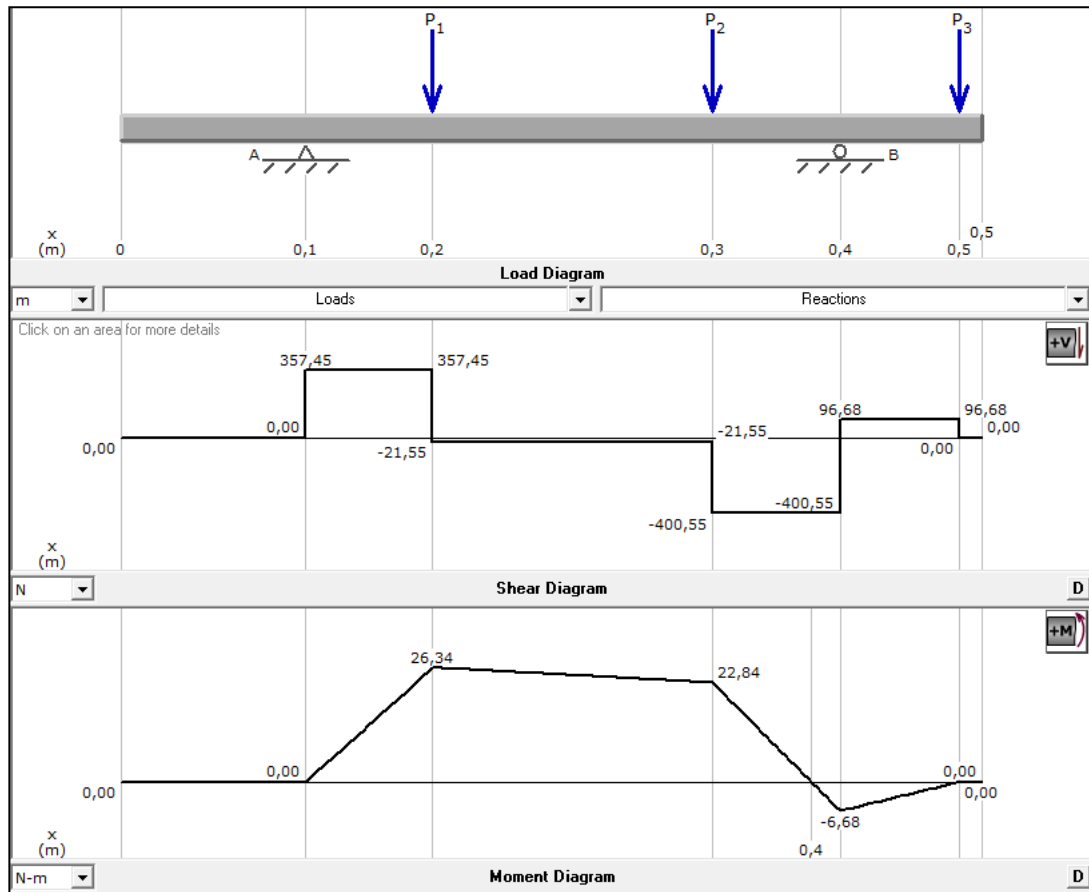 P1 P2 P3
A B
x
(m)
0 0,1 0,2 0,3 0,4 0,5 0,5
Load Diagram
m Loads Reactions
Click on an area for more details
+V
357,45 357,45
96,68 96,68
0,00 0,00
-21,55
0,00 -21,55 0,00
-400,55
-400,55
x
(m)
N Shear Diagram D
+M
26,34
22,84
0,00 0,00
0,00 0,00
-6,68
x
(m)
0,4
N-m Moment Diagram D